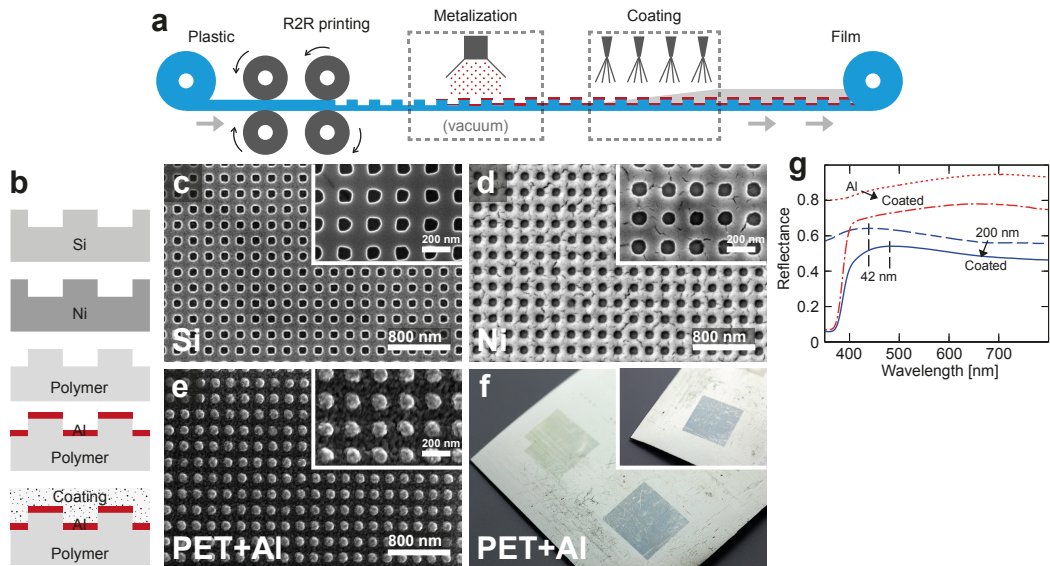 a
Plastic
R2R printing
Metalization
Coating
Film
(vacuum)
b
Si
Ni
Polymer
Al
Polymer
Coating
Al
Polymer
c
200 nm
800 nm
Si
d
200 nm
800 nm
Ni
e
200 nm
800 nm
PET+Al
f
PET+Al
g
0.8
0.6
0.4
0.2
0
Reflectance
Al
Coated
200 nm
Coated
42 nm
400
500
600
700
Wavelength [nm]